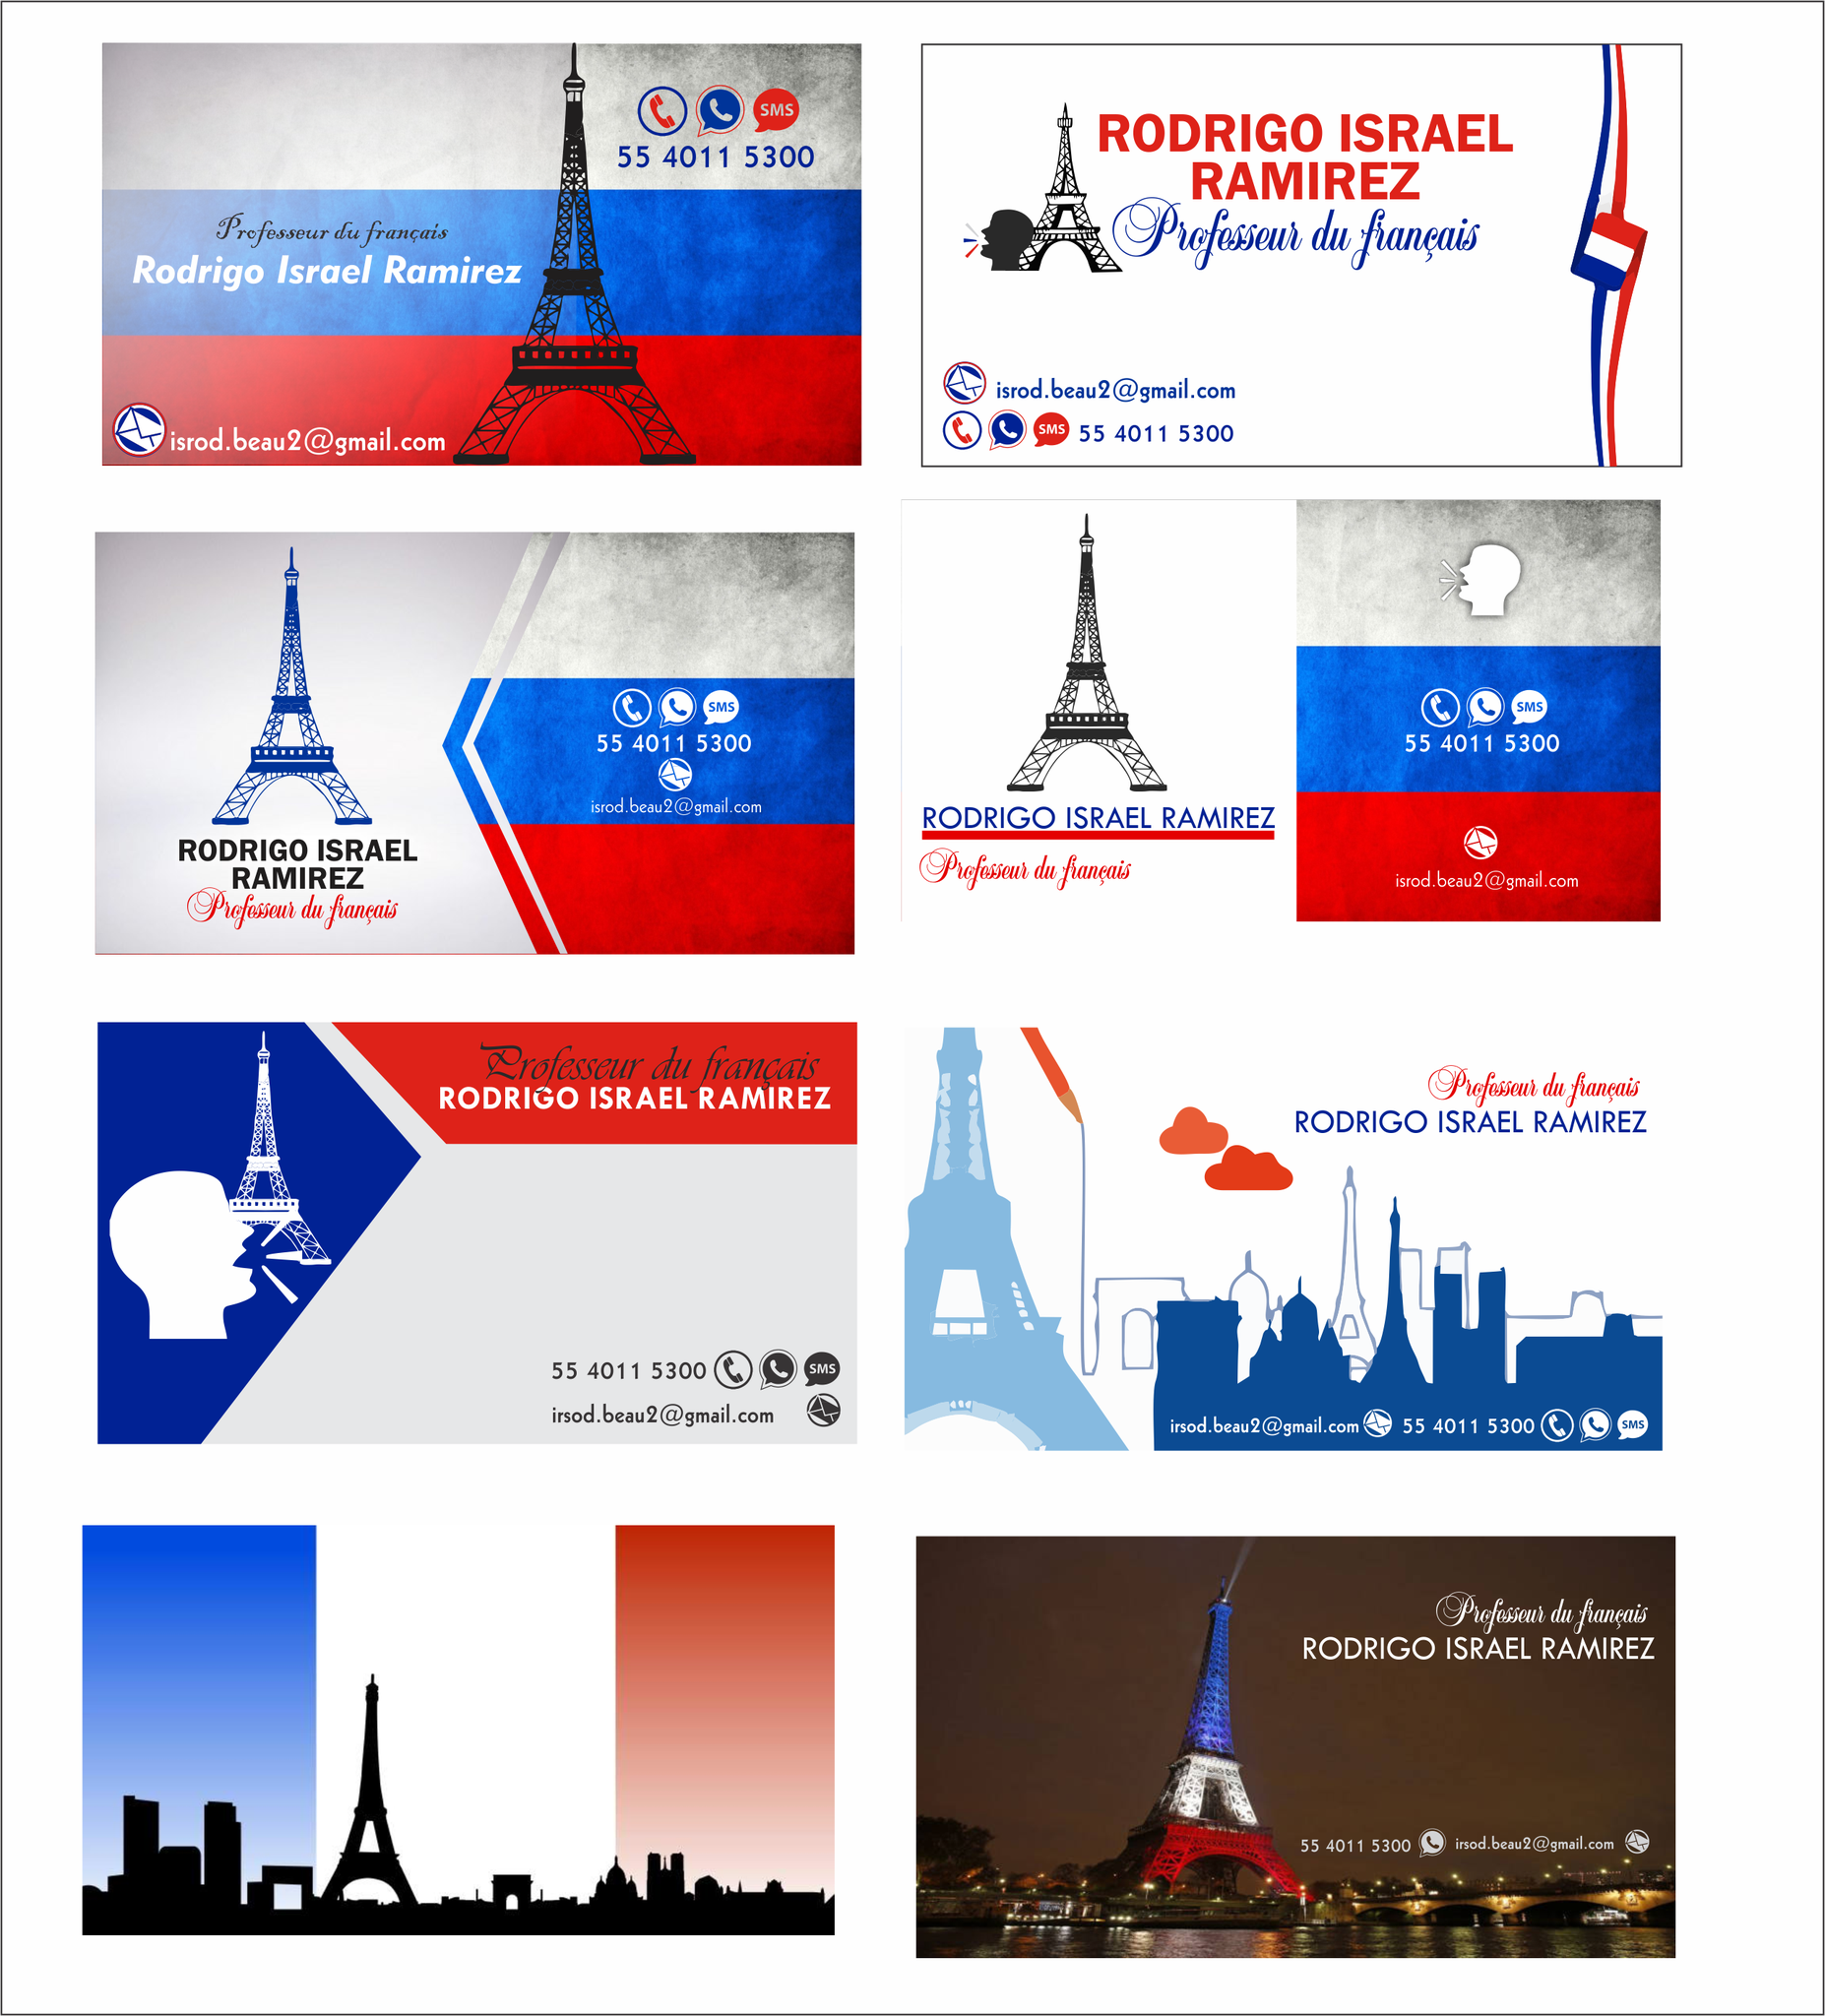 SMS
55 4011 5300
Professeur du français
Rodrigo Israel Ramirez
isrod.beau2@gmail.com
RODRIGO ISRAEL
RAMIREZ
Professeur du français
isrod.beau2@gmail.com
SMS 55 4011 5300
RODRIGO ISRAEL
RAMIREZ
Professeur du français
SMS
55 4011 5300
isrod.beau2@gmail.com
RODRIGO ISRAEL RAMIREZ
Professeur du français
SMS
55 4011 5300
isrod.beau2@gmail.com
Professeur du français
RODRIGO ISRAEL RAMIREZ
55 4011 5300 SMS
irsod.beau2@gmail.com
Professeur du français
RODRIGO ISRAEL RAMIREZ
irsod.beau2@gmail.com 55 4011 5300 SMS
Professeur du français
RODRIGO ISRAEL RAMIREZ
55 4011 5300 irsod.beau2@gmail.com